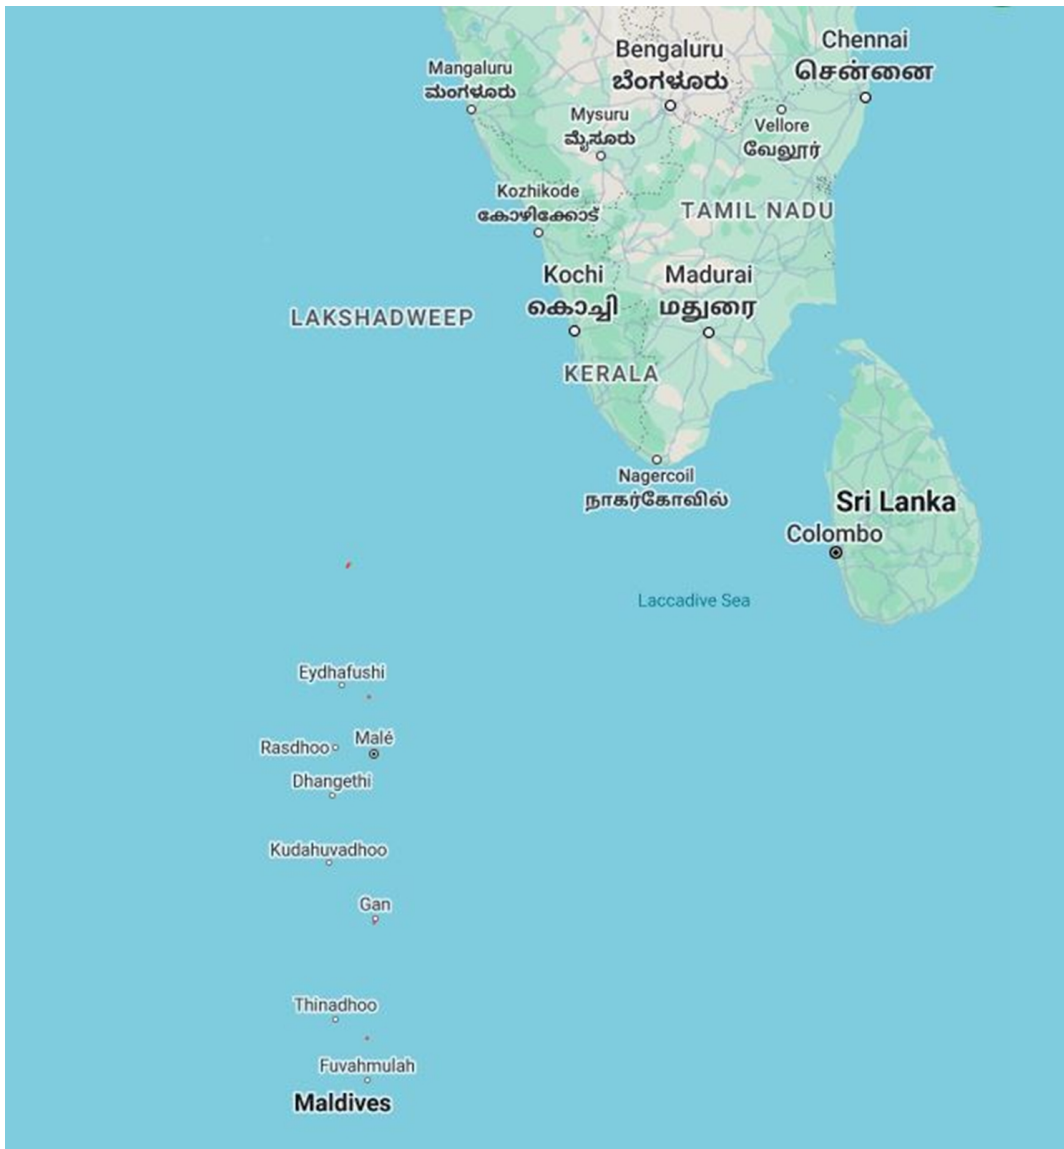 Chennai
சென்னை
Bengaluru
ಬೆಂಗಳೂರು
Mangaluru
ಮಂಗಳೂರು
Mysuru
ಮೈಸೂರು
Vellore
வேலூர்
Kozhikode
കോഴിക്കോട്
TAMIL NADU
Kochi
കൊച്ചി
Madurai
மதுரை
LAKSHADWEEP
KERALA
Nagercoil
நாகர்கோவில்
Sri Lanka
Colombo
Laccadive Sea
Eydhafushi
Malé
Rasdhoo
Dhangethi
Kudahuvadhoo
Gan
Thinadhoo
Fuvahmulah
Maldives